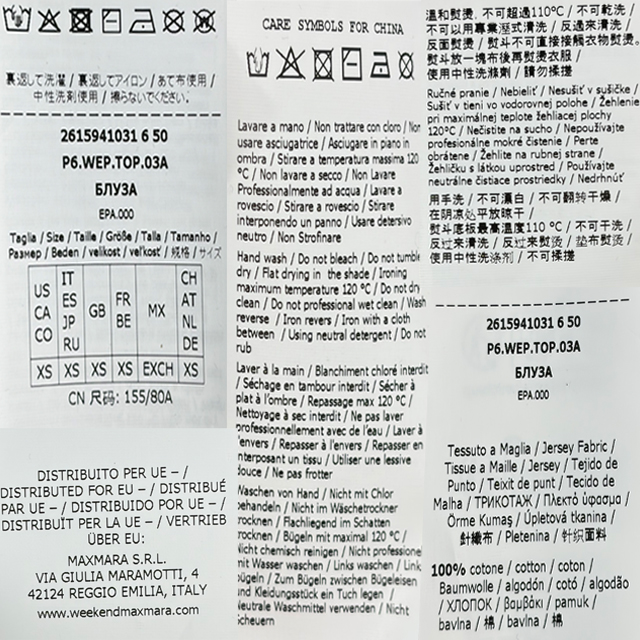 裏返して洗濯 / 裏返してアイロン / あて布使用 /
中性洗剤使用 / 擦らないでください。
2615941031 6 50
P6.WEP.TOP.03A
БЛУЗА
EPA.000
Taglia / Size / Taille / Größe / Talla / Tamanho /
Размер / Beden / velikost / veľkosť / 规格 / サイズ
US CA CO | IT ES JP RU | GB | FR BE | MX | CH AT NL DE
XS | XS | XS | XS | EXCH | XS
CN 尺码: 155/80A
DISTRIBUITO PER UE – /
DISTRIBUTED FOR EU – / DISTRIBUÉ
PAR UE – / DISTRIBUIDO POR UE – /
DISTRIBUÏT PER LA UE – / VERTRIEB
ÜBER EU:
MAXMARA S.R.L.
VIA GIULIA MARAMOTTI, 4
42124 REGGIO EMILIA, ITALY
www.weekendmaxmara.com
CARE SYMBOLS FOR CHINA
Lavare a mano / Non trattare con cloro / Non
usare asciugatrice / Asciugare in piano in
ombra / Stirare a temperatura massima 120
°C / Non lavare a secco / Non Lavare
Professionalmente ad acqua / Lavare a
rovescio / Stirare a rovescio / Stirare
interponendo un panno / Usare detersivo
neutro / Non Strofinare
Hand wash / Do not bleach / Do not tumble
dry / Flat drying in the shade / Ironing
maximum temperature 120 °C / Do not dry
clean / Do not professional wet clean / Wash
reverse / Iron revers / Iron with a cloth
between / Using neutral detergent / Do not
rub
Laver à la main / Blanchiment chloré interdit
/ Séchage en tambour interdit / Sécher à
plat à l'ombre / Repassage max 120 °C /
Nettoyage à sec interdit / Ne pas laver
professionnellement avec de l'eau / Laver à
l'envers / Repasser à l'envers / Repasser en
interposant un tissu / Utiliser une lessive
douce / Ne pas frotter
Waschen von Hand / Nicht mit Chlor
behandeln / Nicht im Wäschetrockner
trocknen / Flachliegend im Schatten
trocknen / Bügeln mit maximal 120 °C /
Nicht chemisch reinigen / Nicht professionel
mit Wasser waschen / Links waschen / Links
bügeln / Zum Bügeln zwischen Bügeleisen
und Kleidungsstück ein Tuch legen /
Neutrale Waschmittel verwenden / Nicht
scheuern
溫和熨燙, 不可超過110°C / 不可乾洗 /
不可以用專業溼式清洗 / 反過來清洗 /
反面熨燙 / 熨斗不可直接接觸衣物熨燙。
熨斗放一塊布後再熨燙衣服 /
使用中性洗滌劑 / 請勿揉搓
Ručné pranie / Nebieliť / Nesušiť v sušičke /
Sušiť v tieni vo vodorovnej polohe / Žehlenie
pri maximálnej teplote žehliacej plochy
120°C / Nečistite na sucho / Nepoužívajte
profesionálne mokré čistenie / Perte
obrátene / Žehlite na rubnej strane /
Žehličku s látkou uprostred / Používajte
neutrálne čistiace prostriedky / Nedrhnúť
用手洗 / 不可漂白 / 不可翻转干燥 /
在阴凉处平放晾干 /
熨斗底板最高温度110 °C / 不可干洗 /
反过来清洗 / 反过来熨烫 / 垫布熨烫 /
使用中性洗涤剂 / 不可揉搓
2615941031 6 50
P6.WEP.TOP.03A
БЛУЗА
EPA.000
Tessuto a Maglia / Jersey Fabric /
Tissue a Maille / Jersey / Tejido de
Punto / Teixit de punt / Tecido de
Malha / ТРИКОТАЖ / Πλεκτό ύφασμα /
Örme Kumaş / Úpletová tkanina /
針織布 / Pletenina / 针织面料
100% cotone / cotton / coton /
Baumwolle / algodón / cotó / algodão
/ ХЛОПОК / βαμβάκι / pamuk /
bavlna / 棉 / bavlna / 棉